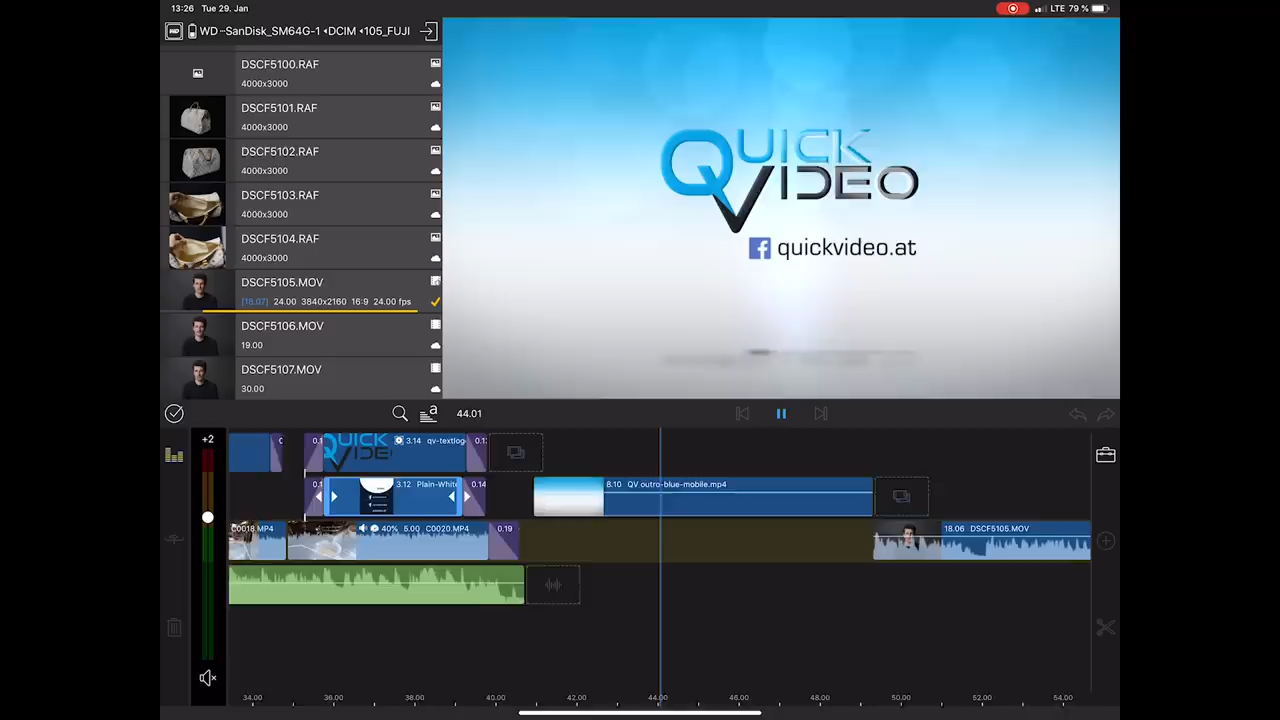 13:26 Tue 29. Jan
LTE 79 %
WD ··SanDisk_SM64G-1 ◂DCIM ◂105_FUJI
DSCF5100.RAF
4000x3000
DSCF5101.RAF
4000x3000
DSCF5102.RAF
4000x3000
DSCF5103.RAF
4000x3000
DSCF5104.RAF
4000x3000
DSCF5105.MOV
[18.07] 24.00 3840x2160 16:9 24.00 fps
DSCF5106.MOV
19.00
DSCF5107.MOV
30.00
QUICK
VIDEO
quickvideo.at
a
44.01
+2
QUICK
VIDEO
3.14 qv-textlog
3.12 Plain-White
0.14
8.10 QV outro-blue-mobile.mp4
C0018.MP4
40% 5.00 C0020.MP4
0.19
18.06 DSCF5105.MOV
34.00 36.00 38.00 40.00 42.00 44.00 46.00 48.00 50.00 52.00 54.00